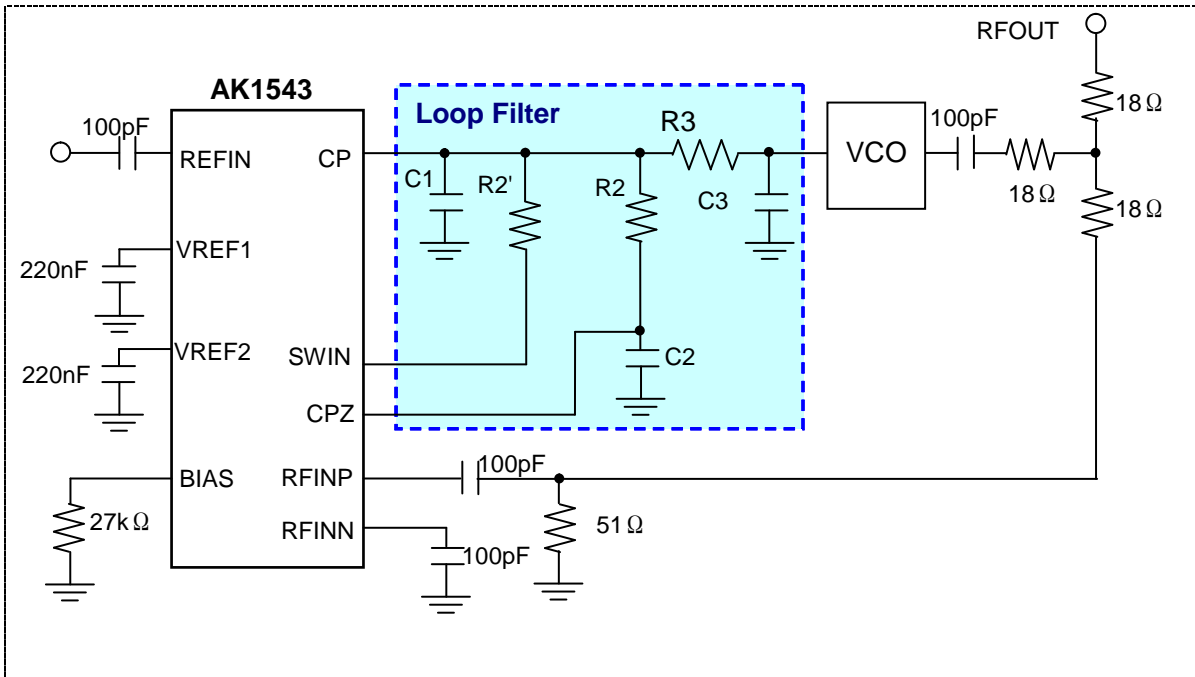 RFOUT
AK1543
18Ω
Loop Filter
100pF
REFIN
CP
C1
R2'
R2
R3
C3
VCO
100pF
18Ω
18Ω
VREF1
220nF
VREF2
220nF
SWIN
C2
CPZ
BIAS
27kΩ
RFINP
100pF
51Ω
RFINN
100pF